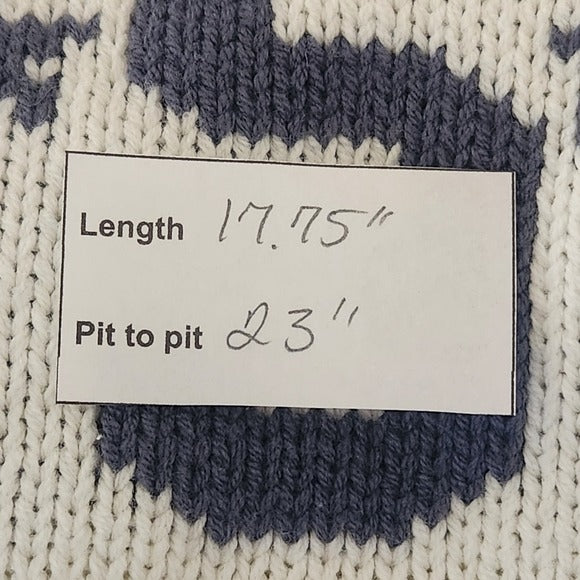 Length 17.75"
Pit to pit 23"